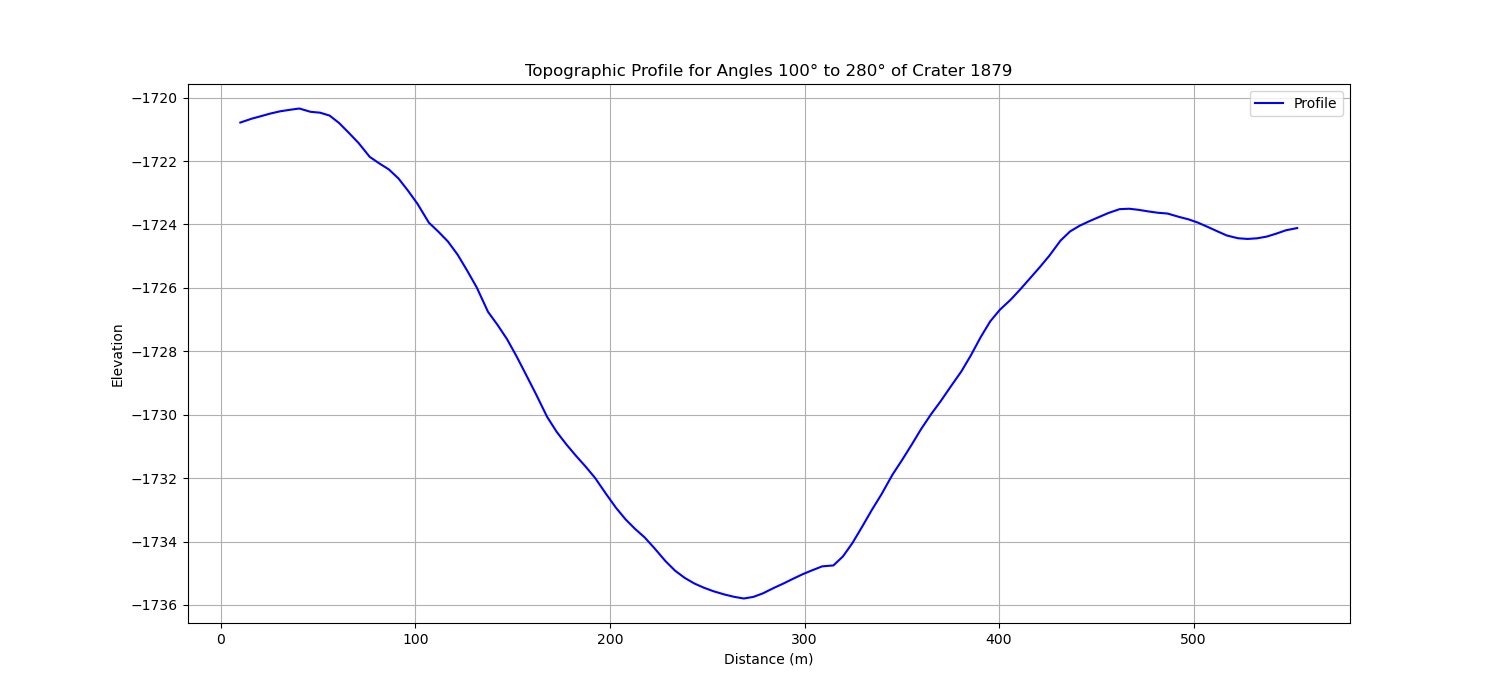 Topographic Profile for Angles 100° to 280° of Crater 1879
Profile
−1720
−1722
−1724
−1726
−1728
−1730
−1732
−1734
−1736
Elevation
0 100 200 300 400 500
Distance (m)